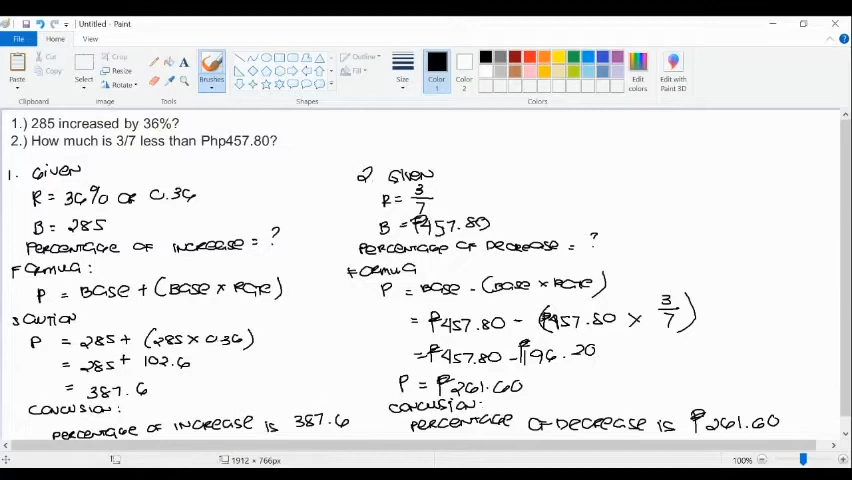 Untitled - Paint
File Home View
Paste
Cut
Copy
Clipboard
Select
Crop
Resize
Rotate
Image
A
Tools
Brushes
Shapes
Outline
Fill
Size
Color 1
Color 2
Colors
Edit colors
Edit with Paint 3D
1.) 285 increased by 36%?
2.) How much is 3/7 less than Php457.80?
1. GIVEN
R = 36% OR 0.36
B = 285
PERCENTAGE OF INCREASE = ?
FORMULA:
P = BASE + (BASE × RATE)
SOLUTION
P = 285 + (285 × 0.36)
= 285 + 102.6
= 387.6
CONCLUSION:
PERCENTAGE OF INCREASE IS 387.6
2. GIVEN
R = 3/7
B = ₱457.80
PERCENTAGE OF DECREASE = ?
FORMULA
P = BASE - (BASE × RATE)
= ₱457.80 - (₱457.80 × 3/7)
= ₱457.80 - ₱196.20
P = ₱261.60
CONCLUSION:
PERCENTAGE OF DECREASE IS ₱261.60
1912 × 766px
100%